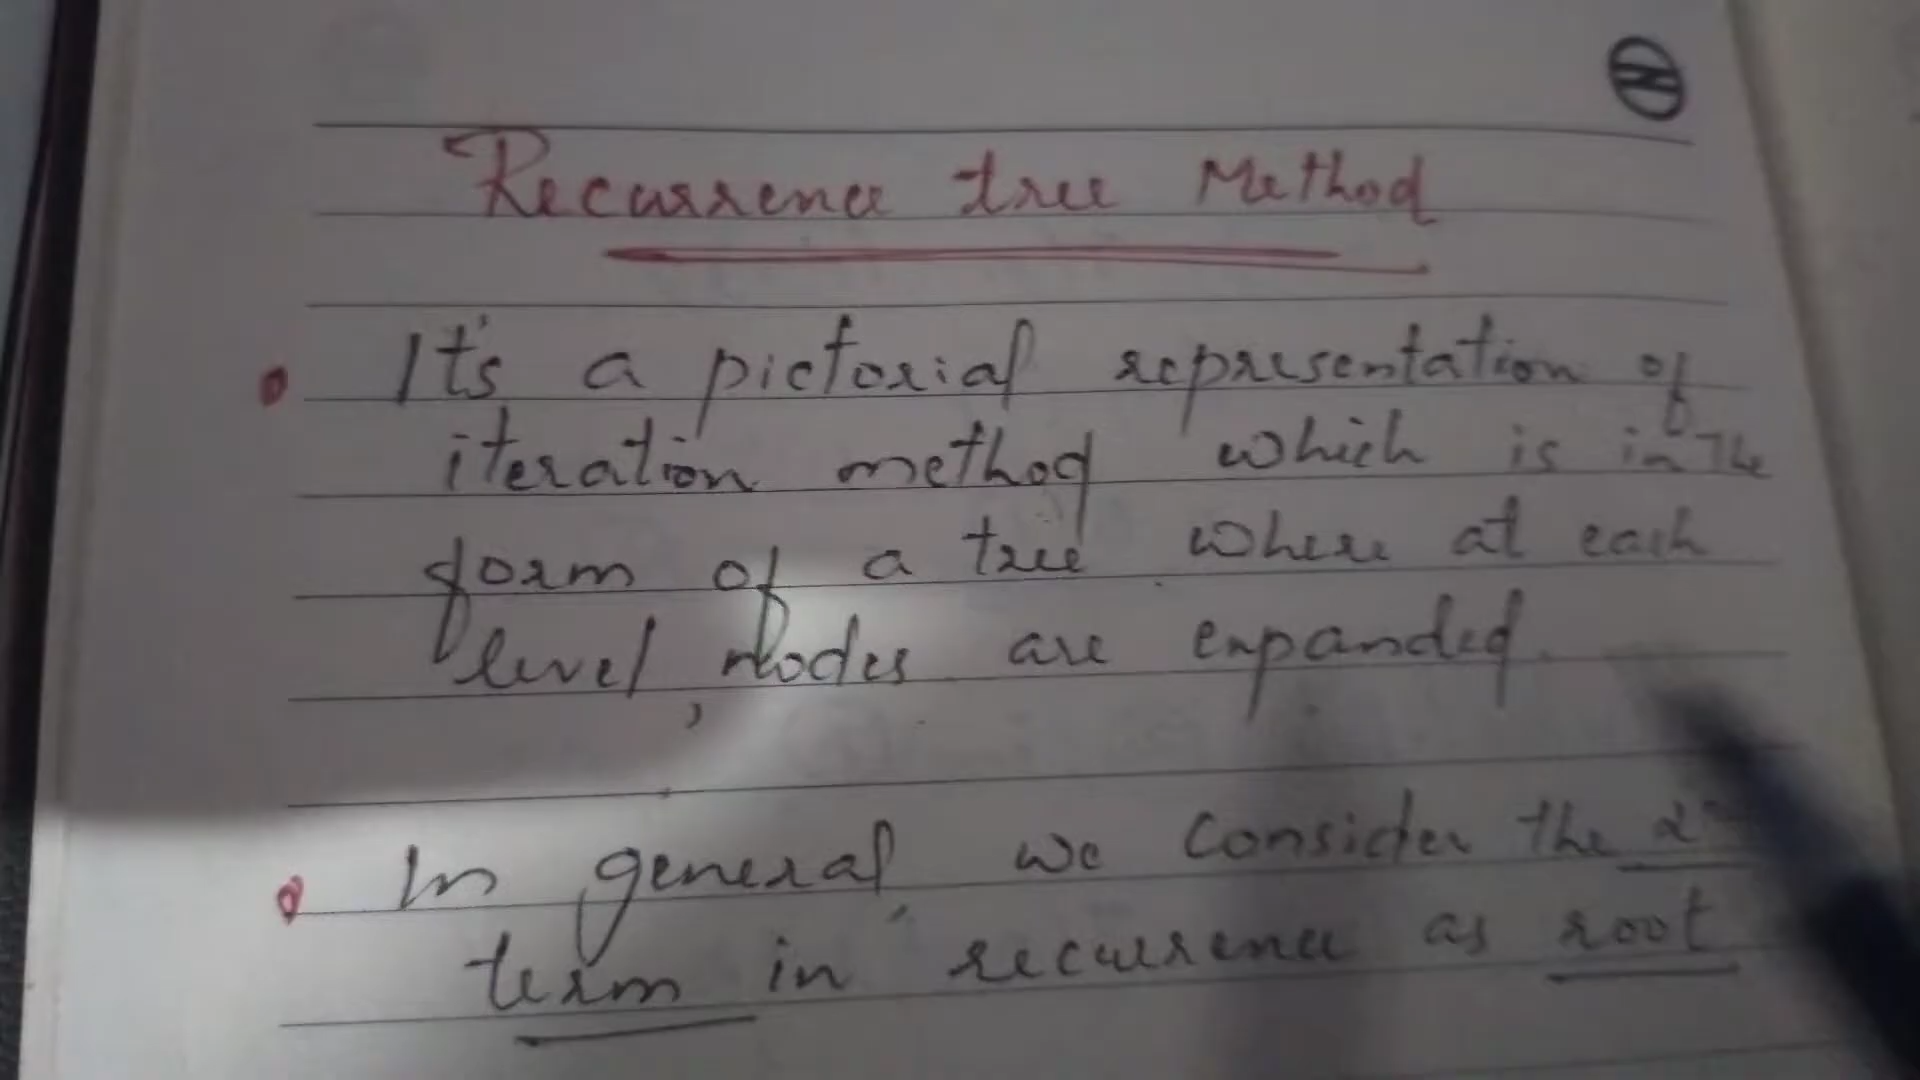 Recurrence tree Method
It's a pictorial representation of
iteration method which is in the
form of a tree where at each
level, nodes are expanded.
In general, we consider the
term in recurrence as root